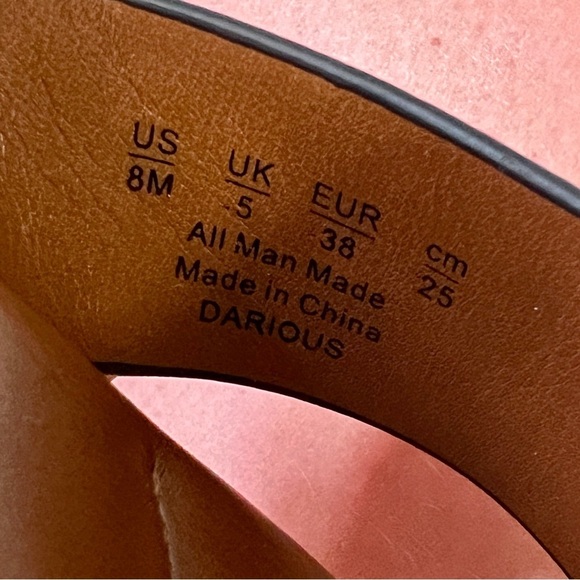 US UK EUR cm
8M 5 38 25
All Man Made
Made in China
DARIOUS